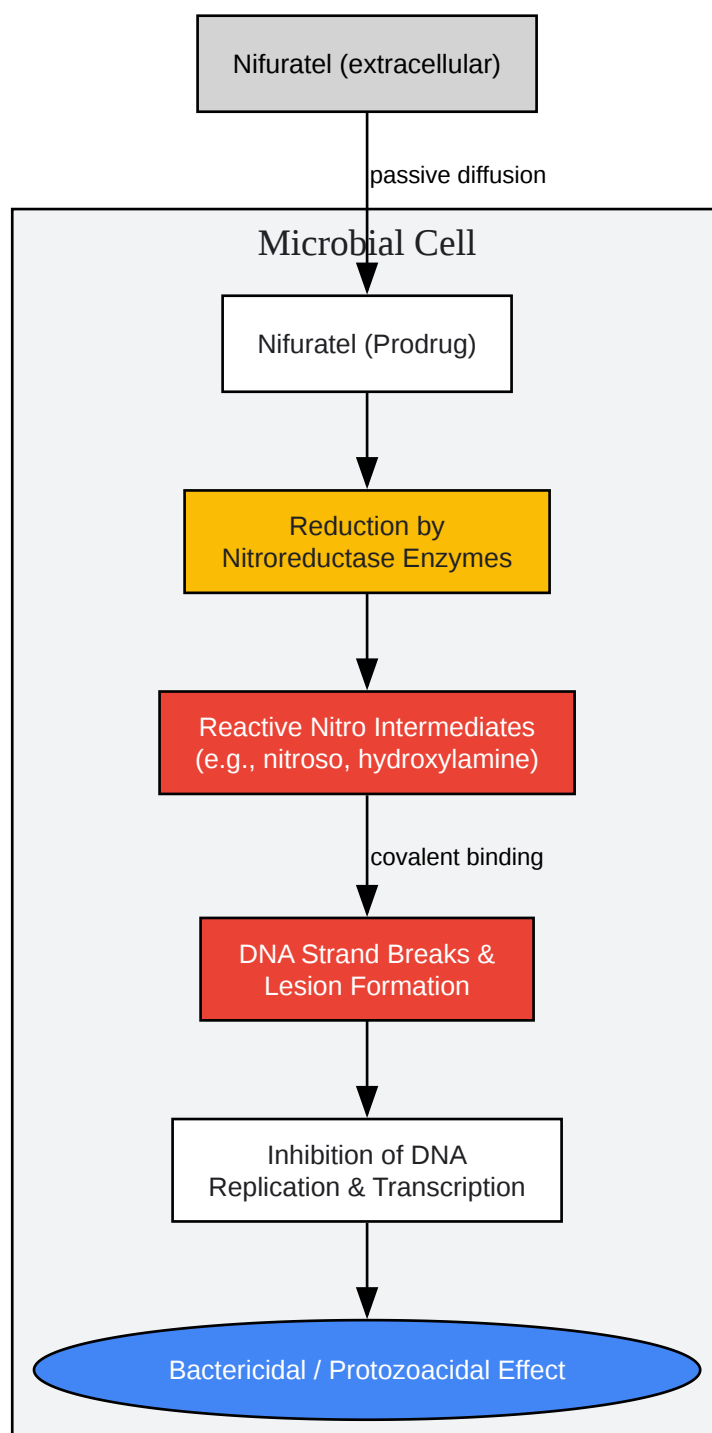 Nifuratel (extracellular)
passive diffusion
Microbial Cell
Nifuratel (Prodrug)
Reduction by
Nitroreductase Enzymes
Reactive Nitro Intermediates
(e.g., nitroso, hydroxylamine)
covalent binding
DNA Strand Breaks &
Lesion Formation
Inhibition of DNA
Replication & Transcription
Bactericidal / Protozoacidal Effect